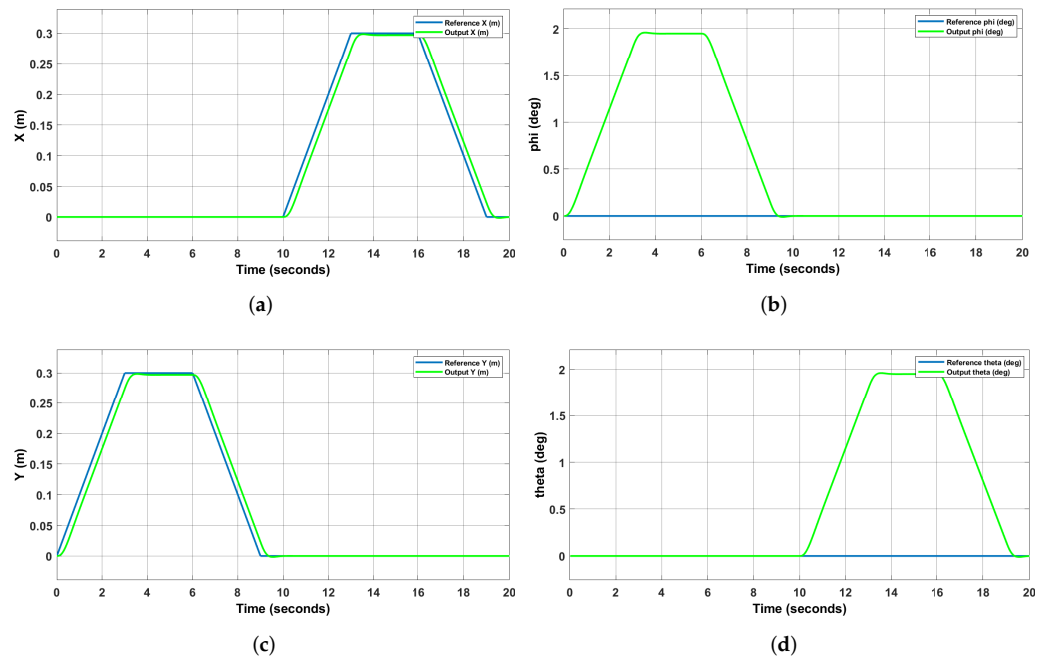 Reference X (m)
Output X (m)
0.3
0.25
0.2
0.15
0.1
0.05
0
X (m)
0 2 4 6 8 10 12 14 16 18 20
Time (seconds)
(a)
Reference phi (deg)
Output phi (deg)
2
1.5
1
0.5
0
phi (deg)
0 2 4 6 8 10 12 14 16 18 20
Time (seconds)
(b)
Reference Y (m)
Output Y (m)
0.3
0.25
0.2
0.15
0.1
0.05
0
Y (m)
0 2 4 6 8 10 12 14 16 18 20
Time (seconds)
(c)
Reference theta (deg)
Output theta (deg)
2
1.5
1
0.5
0
theta (deg)
0 2 4 6 8 10 12 14 16 18 20
Time (seconds)
(d)